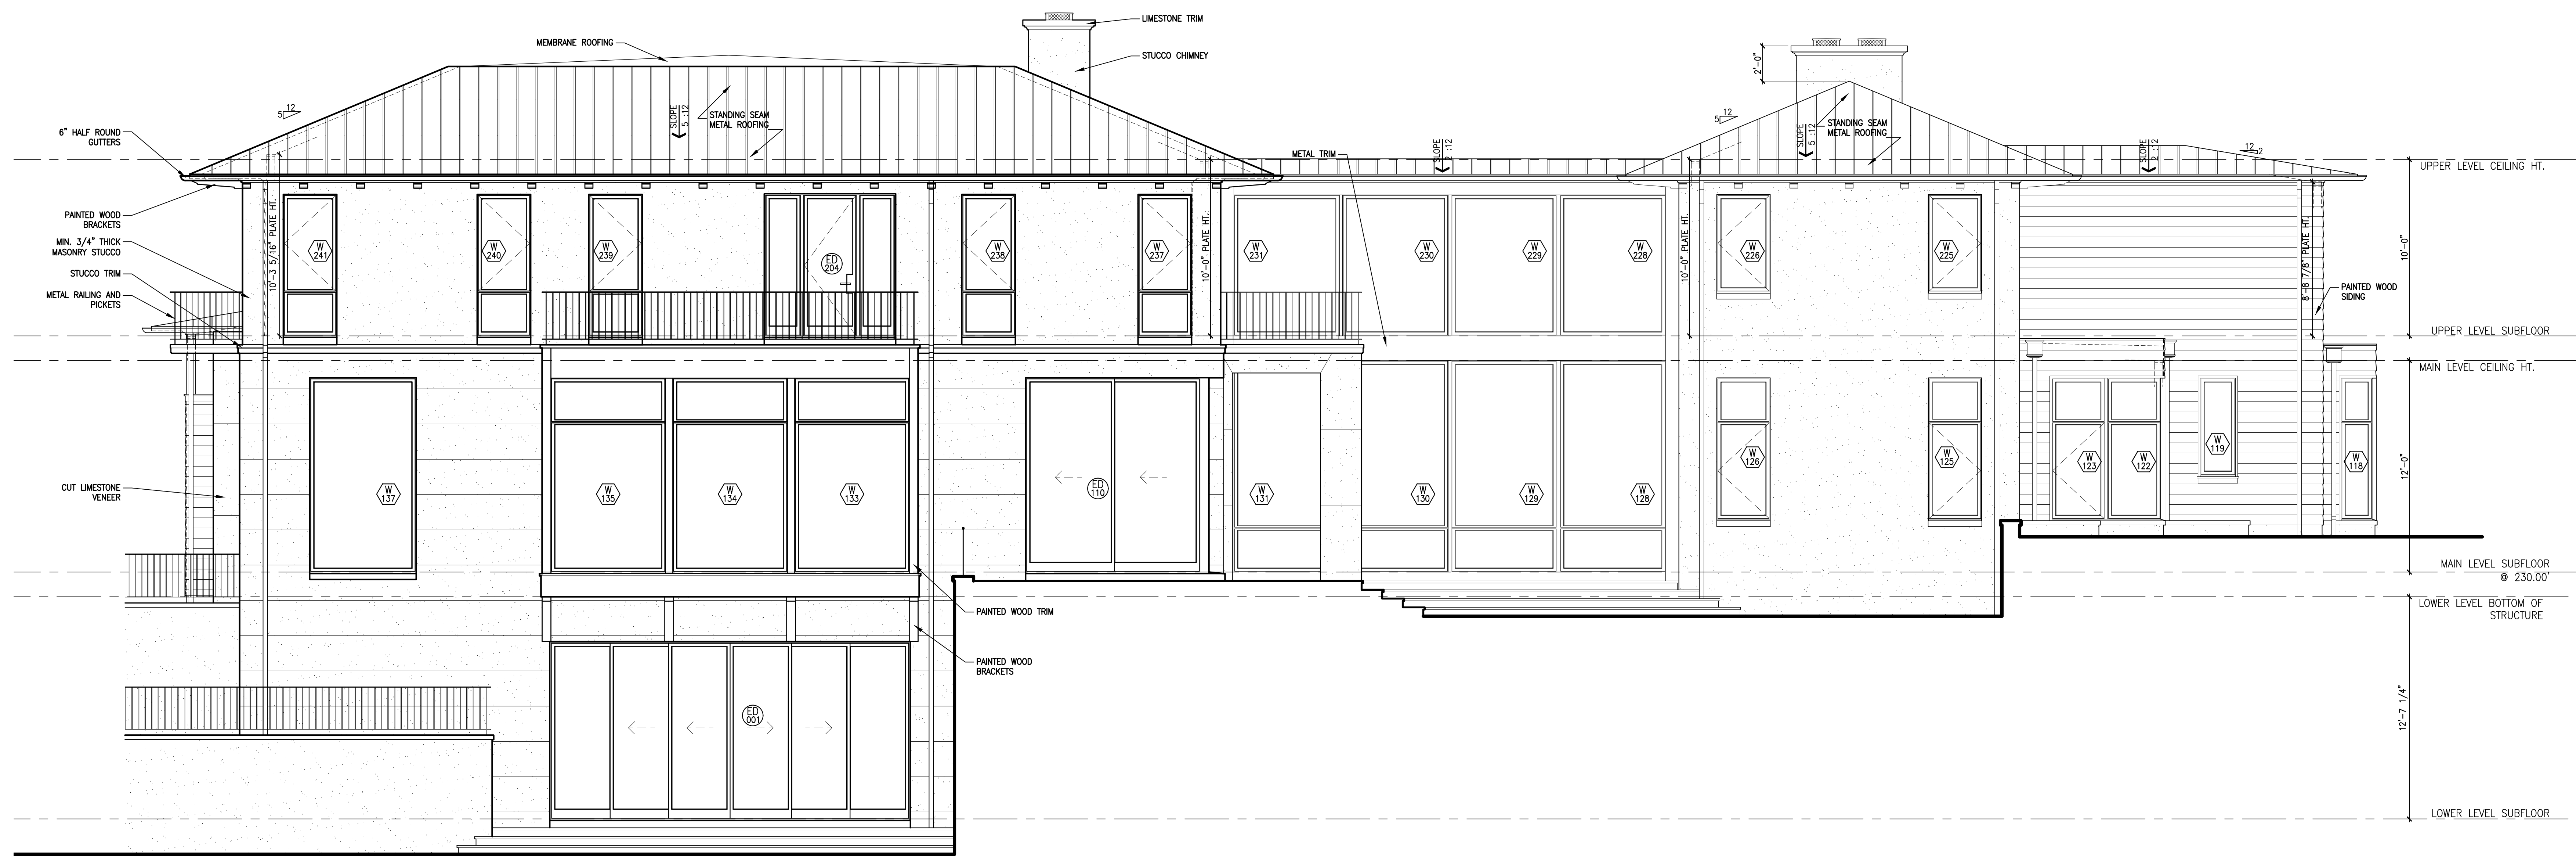 LIMESTONE TRIM
MEMBRANE ROOFING
STUCCO CHIMNEY
2'-0"
12
5
SLOPE
5 :12
STANDING SEAM
METAL ROOFING
6" HALF ROUND
GUTTERS
12
5
SLOPE
5 :12
STANDING SEAM
METAL ROOFING
METAL TRIM
SLOPE
2 :12
SLOPE
2 :12
12
2
UPPER LEVEL CEILING HT.
PAINTED WOOD
BRACKETS
MIN. 3/4" THICK
MASONRY STUCCO
STUCCO TRIM
METAL RAILING AND
PICKETS
10'-3 5/16" PLATE HT.
W
241
W
240
W
239
ED
204
W
238
W
237
10'-0" PLATE HT.
W
231
W
230
W
229
W
228
10'-0" PLATE HT.
W
226
W
225
8'-8 7/8" PLATE HT.
10'-0"
PAINTED WOOD
SIDING
UPPER LEVEL SUBFLOOR
MAIN LEVEL CEILING HT.
CUT LIMESTONE
VENEER
W
137
W
135
W
134
W
133
ED
110
W
131
W
130
W
129
W
128
W
126
W
125
W
123
W
122
W
119
W
118
12'-0"
MAIN LEVEL SUBFLOOR
@ 230.00'
LOWER LEVEL BOTTOM OF
STRUCTURE
PAINTED WOOD TRIM
PAINTED WOOD
BRACKETS
ED
001
12'-7 1/4"
LOWER LEVEL SUBFLOOR